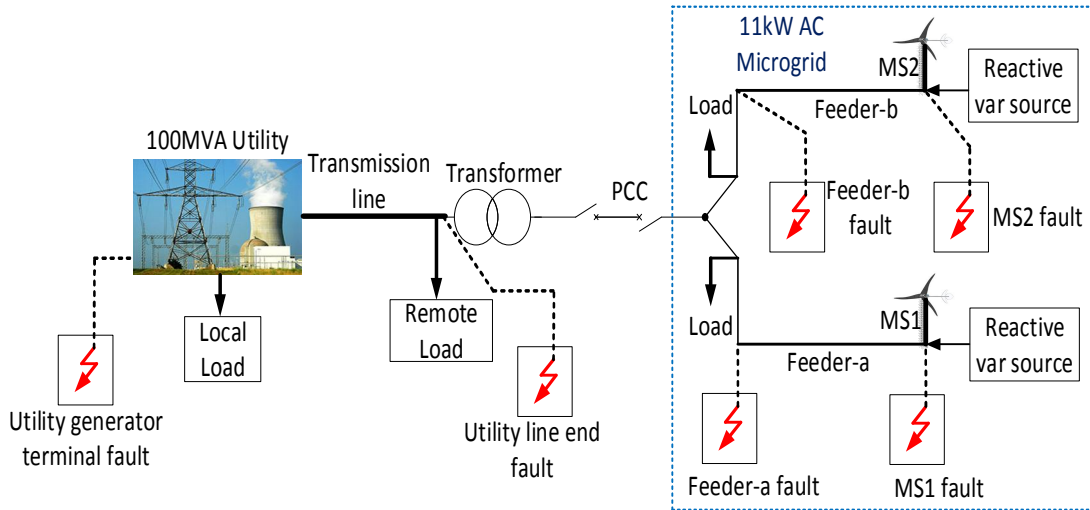 100MVA Utility
Transmission
line
Transformer
PCC
Local
Load
Remote
Load
Utility generator
terminal fault
Utility line end
fault
11kW AC
Microgrid
MS2
Reactive
var source
Load
Feeder-b
Feeder-b
fault
MS2 fault
Load
MS1
Reactive
var source
Feeder-a
Feeder-a fault
MS1 fault